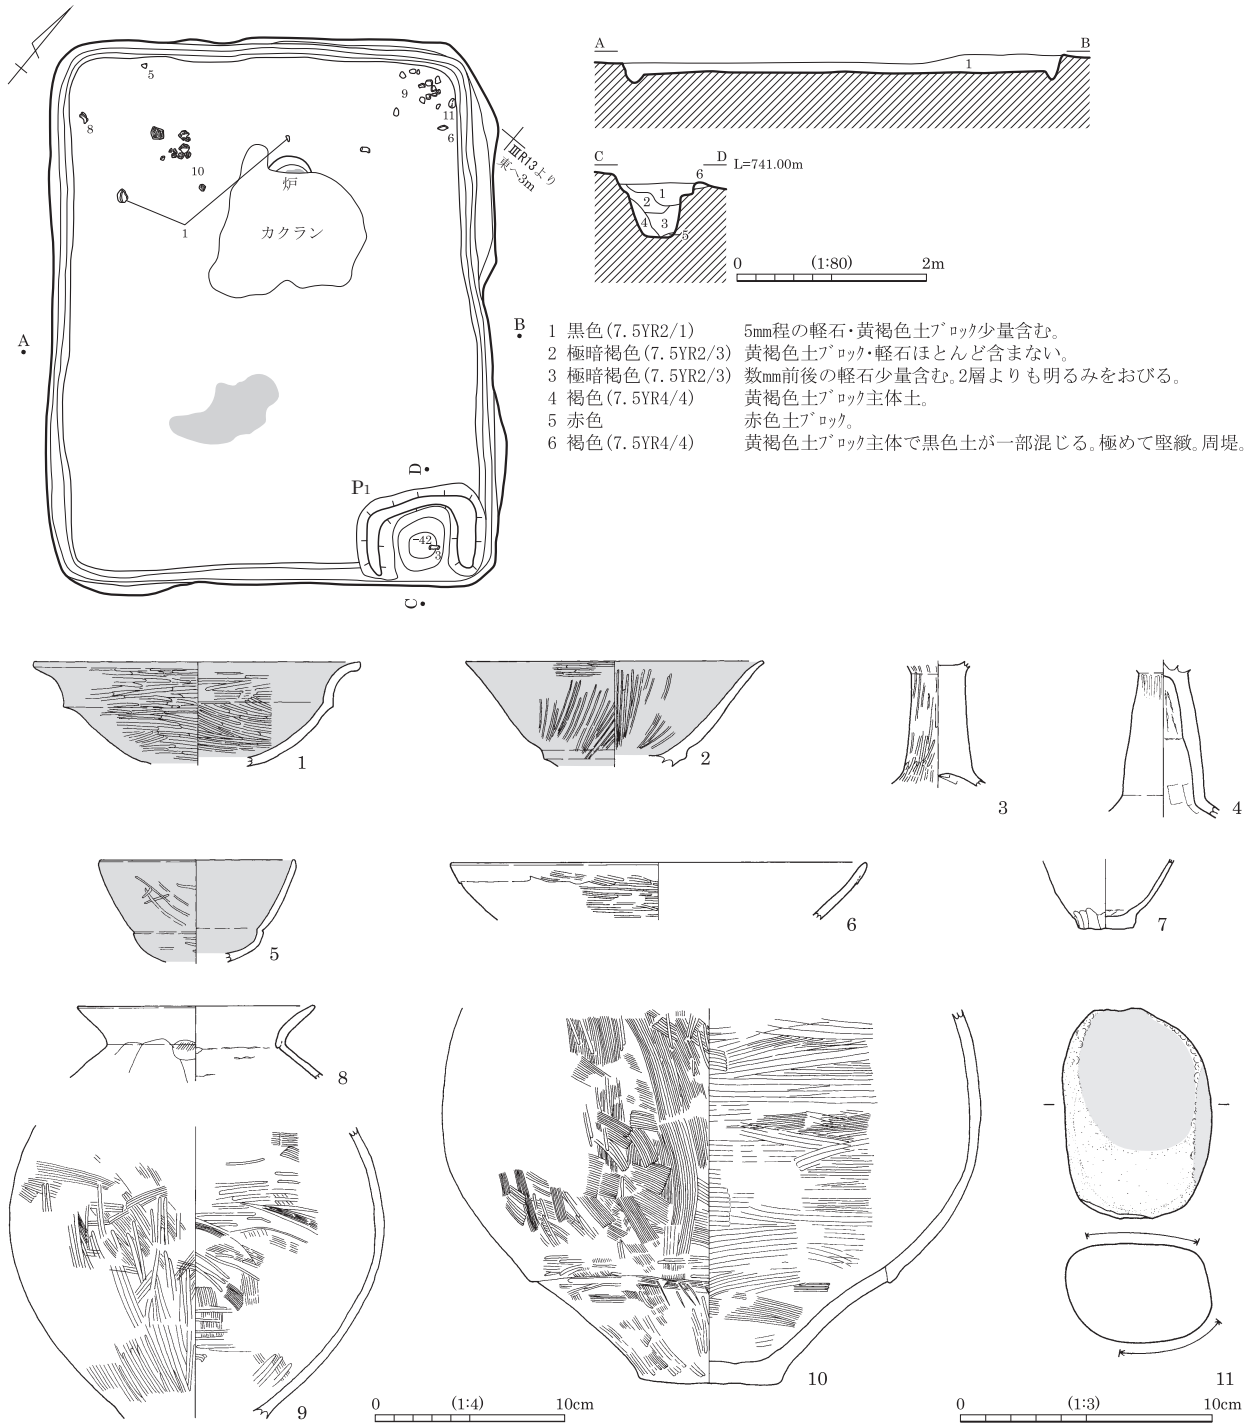 5
9
11
8
6
10
炉
カクラン
1
ⅢR13より
東へ3m
A
B
D
P1
-42
3
C
A
B
1
C
D
L=741.00m
6
1
2
4
3
5
0
(1:80)
2m
1 黒色(7.5YR2/1) 5mm程の軽石・黄褐色土ブロック少量含む。
2 極暗褐色(7.5YR2/3) 黄褐色土ブロック・軽石ほとんど含まない。
3 極暗褐色(7.5YR2/3) 数mm前後の軽石少量含む。2層よりも明るみをおびる。
4 褐色(7.5YR4/4) 黄褐色土ブロック主体土。
5 赤色 赤色土ブロック。
6 褐色(7.5YR4/4) 黄褐色土ブロック主体で黒色土が一部混じる。極めて堅緻。周堤。
1
2
3
4
5
6
7
8
9
10
11
0
(1:4)
10cm
0
(1:3)
10cm